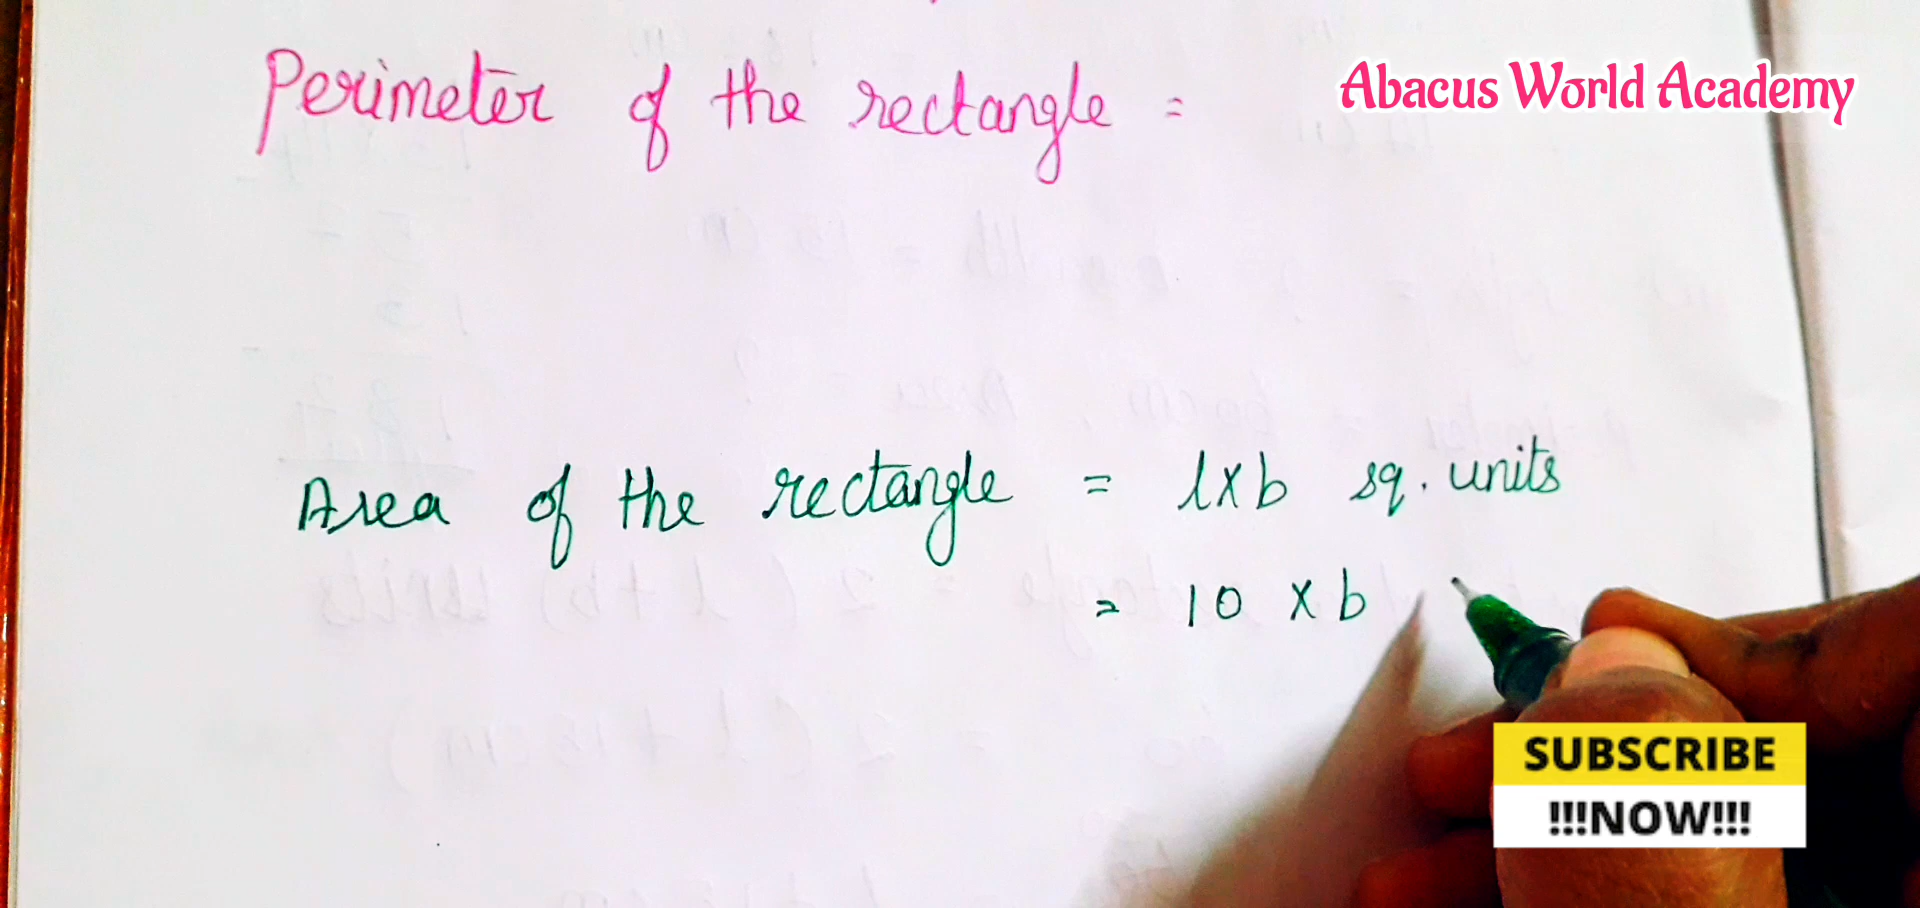 Perimeter of the rectangle =
Abacus World Academy
Area of the rectangle = l×b sq. units
= 10 × b
SUBSCRIBE
!!!NOW!!!